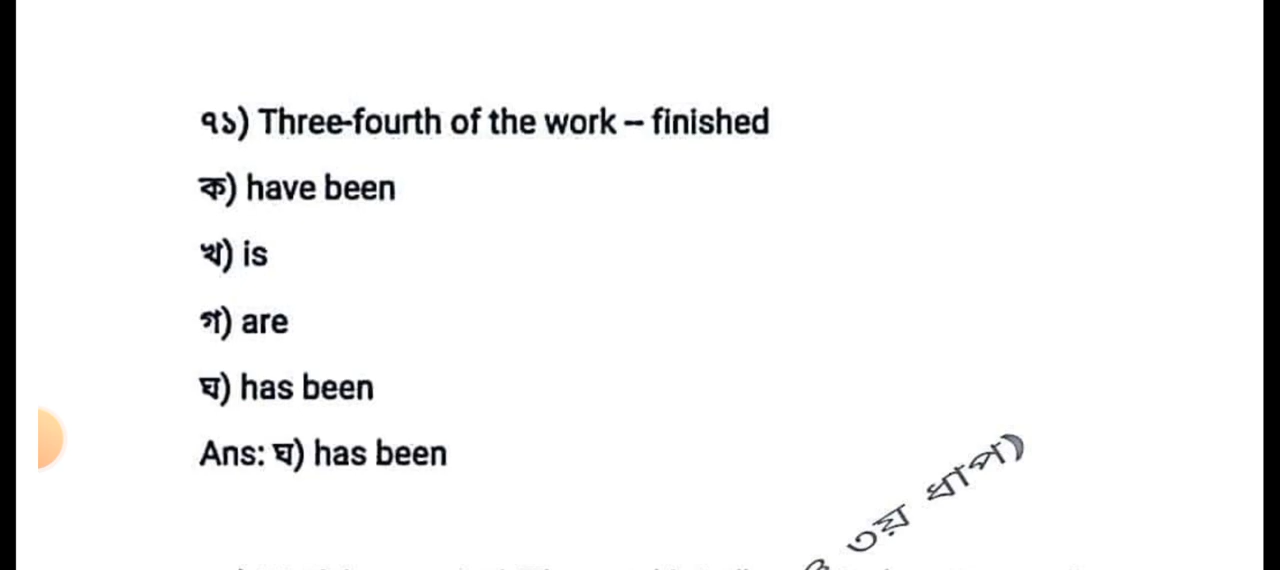 ৭১) Three-fourth of the work – finished
ক) have been
খ) is
গ) are
ঘ) has been
Ans: ঘ) has been
৩য় ধাপ)